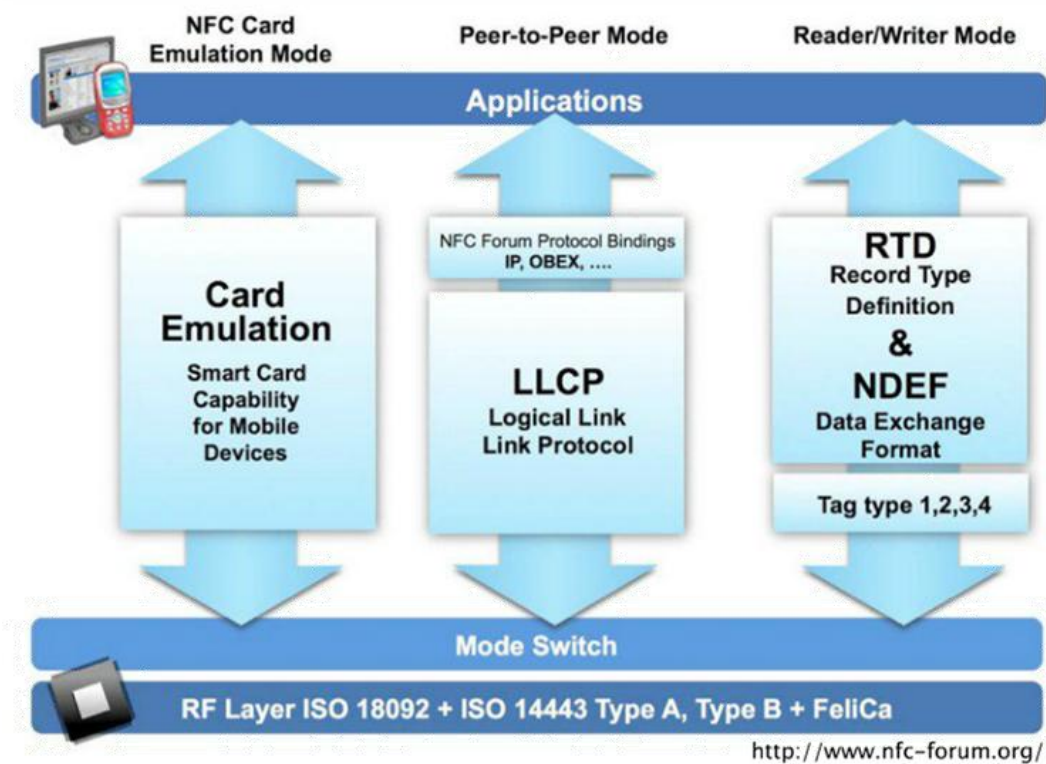 NFC Card
Emulation Mode
Peer-to-Peer Mode
Reader/Writer Mode
Applications
Card
Emulation
Smart Card
Capability
for Mobile
Devices
NFC Forum Protocol Bindings
IP, OBEX, ....
LLCP
Logical Link
Link Protocol
RTD
Record Type
Definition
&
NDEF
Data Exchange
Format
Tag type 1,2,3,4
Mode Switch
RF Layer ISO 18092 + ISO 14443 Type A, Type B + FeliCa
http://www.nfc-forum.org/